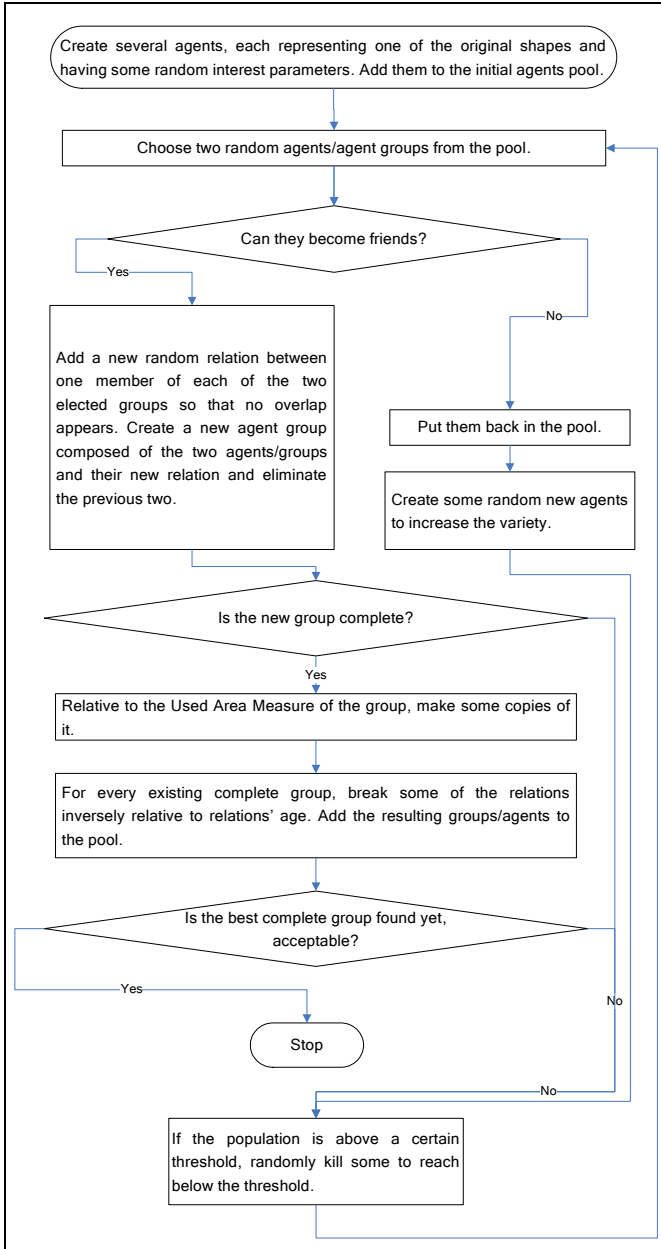 Create several agents, each representing one of the original shapes and
having some random interest parameters. Add them to the initial agents pool.
Choose two random agents/agent groups from the pool.
Can they become friends?
Yes
No
Add a new random relation between
one member of each of the two
elected groups so that no overlap
appears. Create a new agent group
composed of the two agents/groups
and their new relation and eliminate
the previous two.
Put them back in the pool.
Create some random new agents
to increase the variety.
Is the new group complete?
Yes
Relative to the Used Area Measure of the group, make some copies of
it.
For every existing complete group, break some of the relations
inversely relative to relations’ age. Add the resulting groups/agents to
the pool.
Is the best complete group found yet,
acceptable?
Yes
No
Stop
No
If the population is above a certain
threshold, randomly kill some to reach
below the threshold.